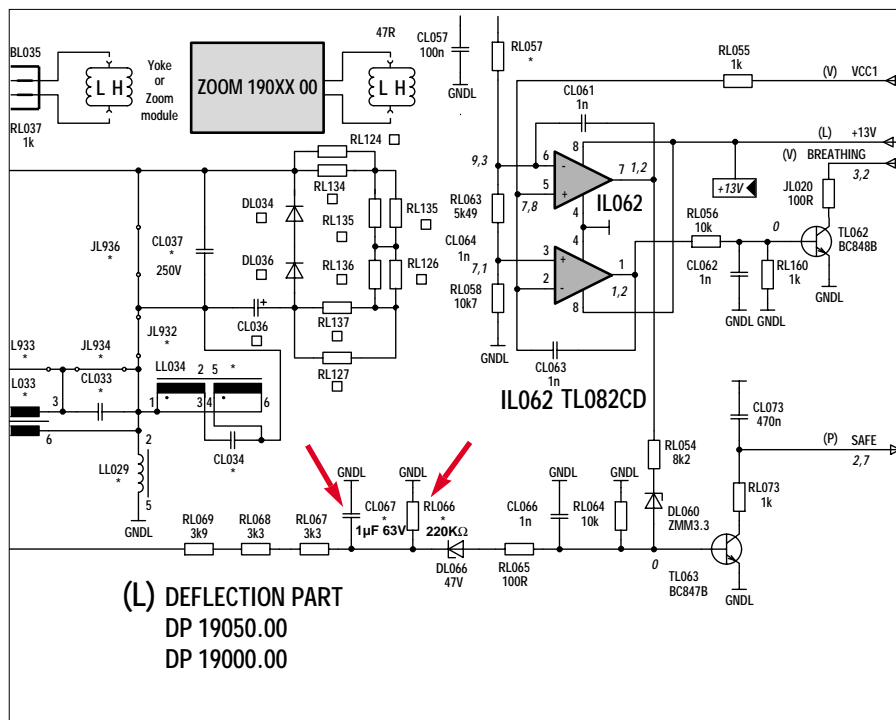 BL035
L H
RL037
1k
Yoke
or
Zoom
module
ZOOM 190XX 00
47R
L H
CL057
100n
GNDL
RL057
*
RL055
1k
(V) VCC1
CL061
1n
RL124
RL134
RL135
RL135
DL034
DL036
RL136
RL126
RL137
RL127
JL936
*
CL037
*
250V
CL036
+
9,3
6
-
8
7
1,2
5
+
7,8
4
IL062
RL063
5k49
CL064
1n
7,1
4
3
+
1
2
-
1,2
8
RL058
10k7
GNDL
CL063
1n
IL062 TL082CD
(L) +13V
(V) BREATHING
3,2
+13V
JL020
100R
RL056
10k
0
TL062
BC848B
CL062
1n
RL160
1k
GNDL
GNDL
GNDL
L933
*
JL934
*
JL932
*
L033
*
3
6
CL033
*
LL034
2 5 *
1
3 4
6
CL034
*
LL029
*
2
5
GNDL
CL073
470n
(P) SAFE
2,7
RL054
8k2
RL073
1k
GNDL
CL067
*
1µF 63V
GNDL
RL066
*
220KΩ
GNDL
CL066
1n
GNDL
RL064
10k
DL060
ZMM3.3
RL069
3k9
RL068
3k3
RL067
3k3
DL066
47V
RL065
100R
0
TL063
BC847B
GNDL
(L) DEFLECTION PART
DP 19050.00
DP 19000.00